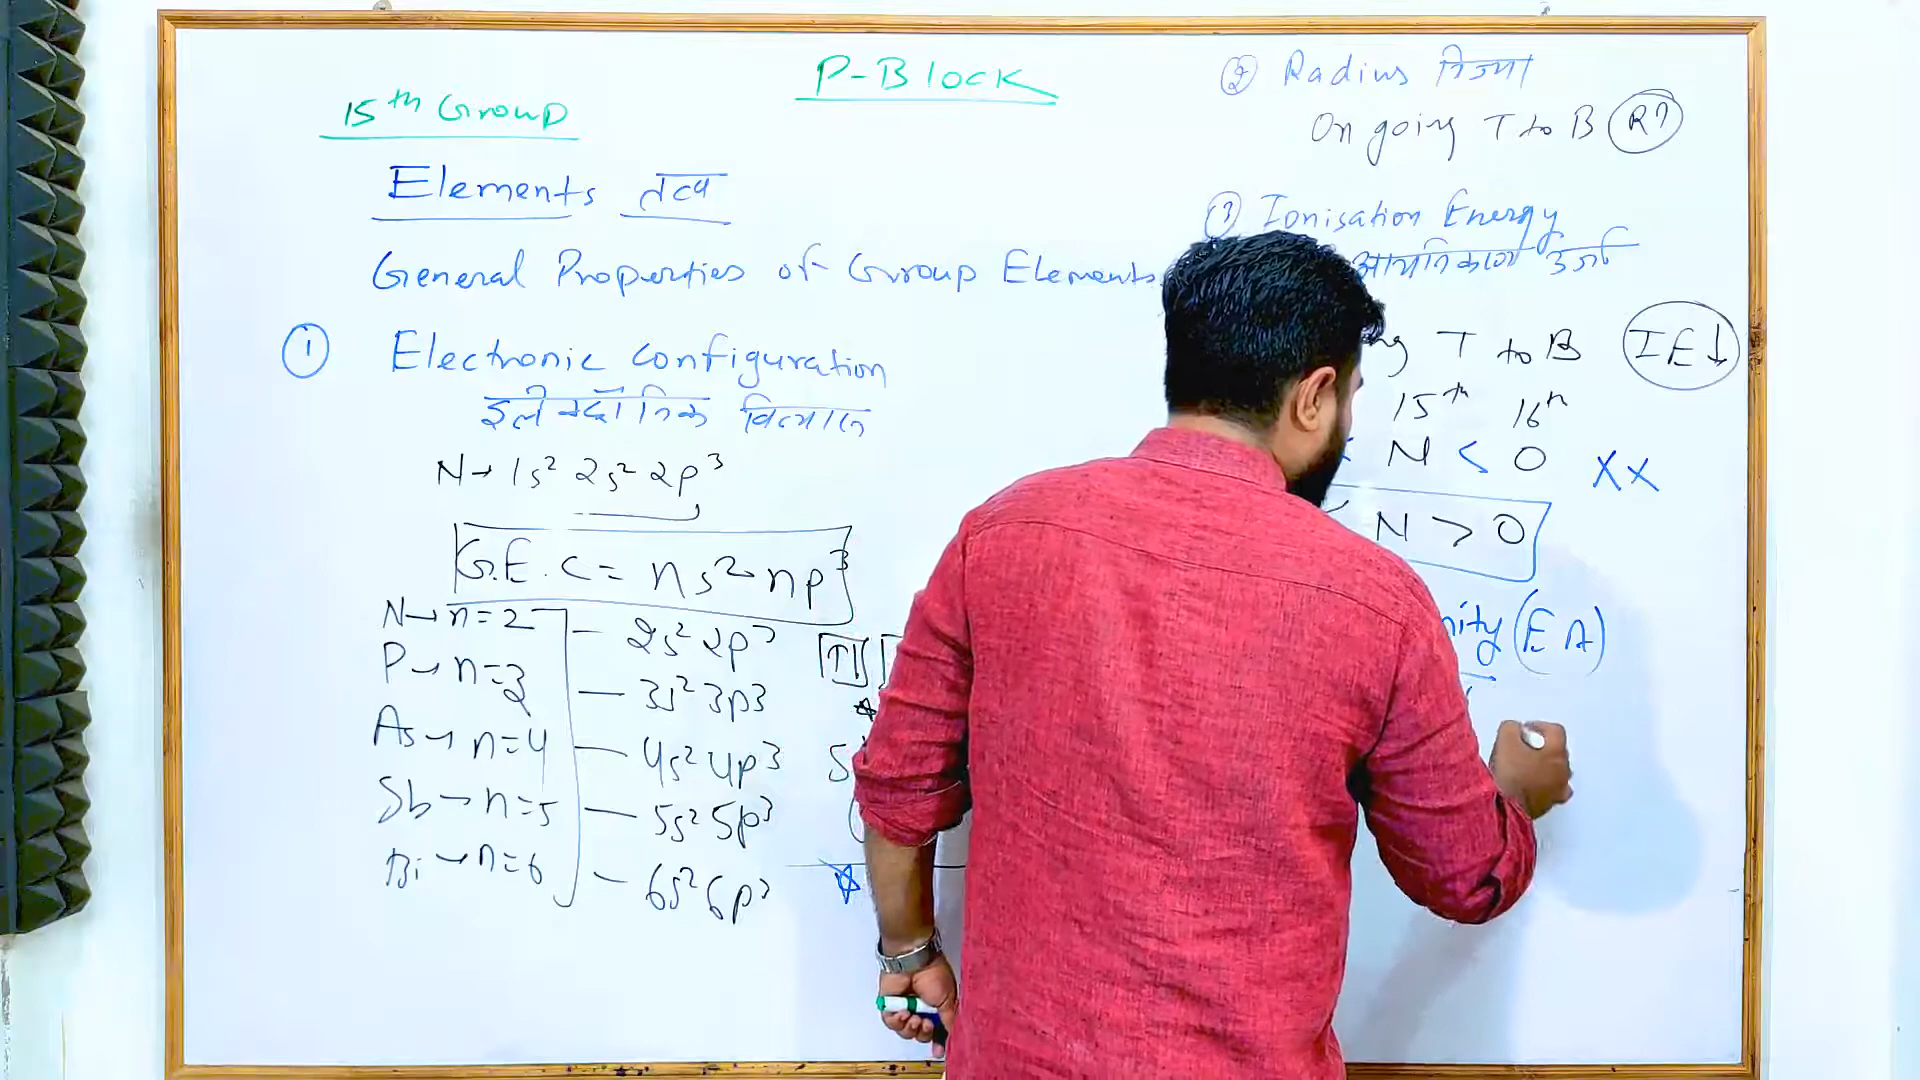 P-Block
15th Group
Elements तत्व
General Properties of Group Elements
① Electronic configuration
इलेक्ट्रॉनिक विन्यास
N→ 1s² 2s² 2p³
G.E.C= ns² np³
N→n=2 — 2s² 2p³
P→n=3 — 3s² 3p3
As→n=4 — 4s² 4p³
Sb→n=5 — 5s² 5p³
Bi→n=6 — 6s² 6p³
② Radius त्रिज्या
On going T to B R↑
③ Ionisation Energy
ऊर्जा
T to B IE↓
15th 16th
N < O XX
N > O
(EA)